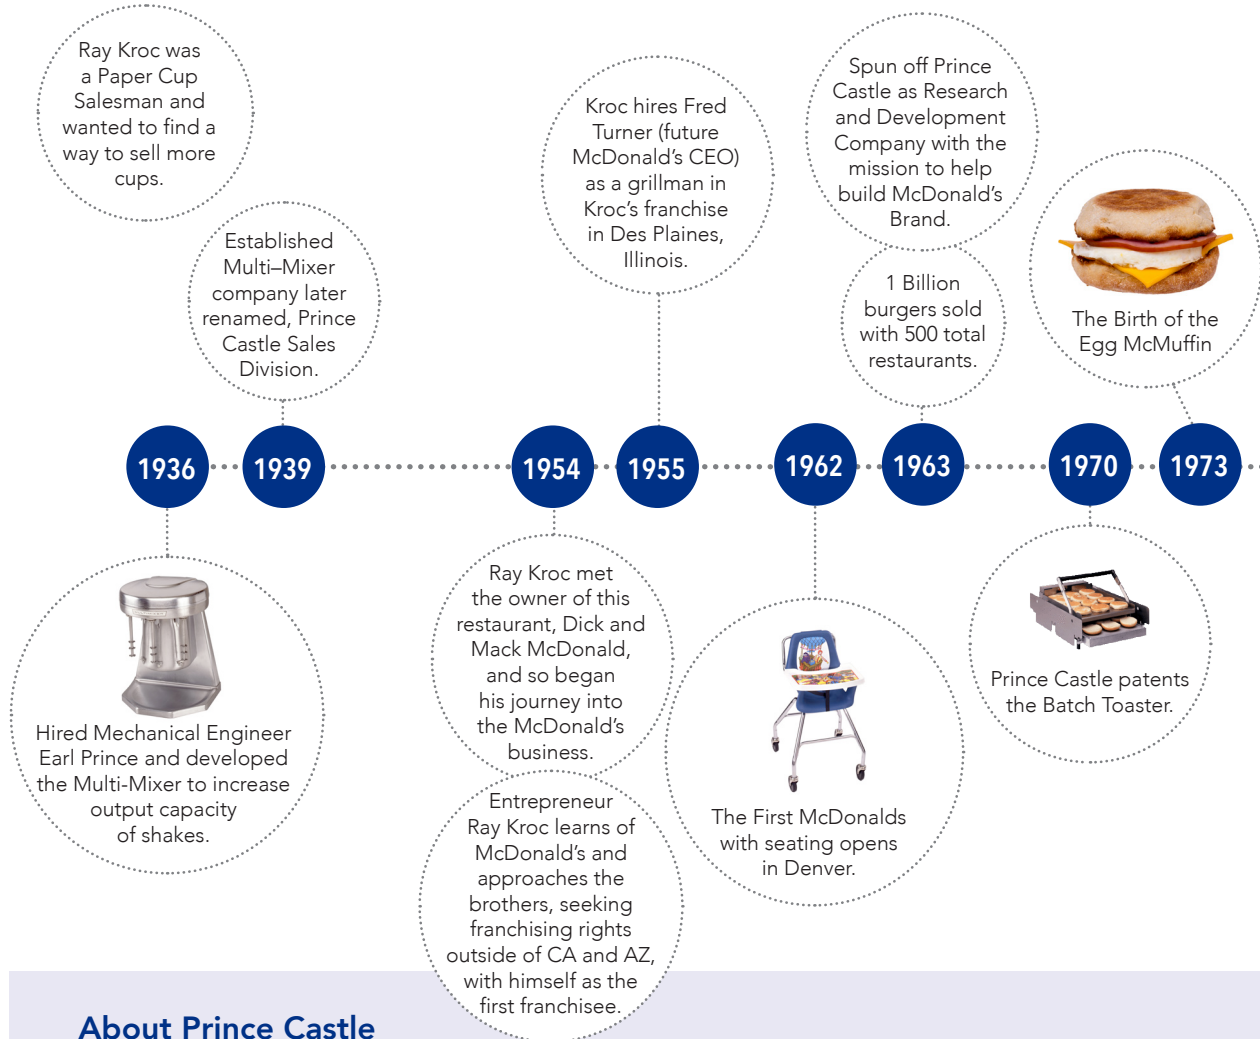 Ray Kroc was
a Paper Cup
Salesman and
wanted to find a
way to sell more
cups.
Established
Multi–Mixer
company later
renamed, Prince
Castle Sales
Division.
Kroc hires Fred
Turner (future
McDonald's CEO)
as a grillman in
Kroc's franchise
in Des Plaines,
Illinois.
Spun off Prince
Castle as Research
and Development
Company with the
mission to help
build McDonald's
Brand.
1 Billion
burgers sold
with 500 total
restaurants.
The Birth of the
Egg McMuffin
1936
1939
1954
1955
1962
1963
1970
1973
Hired Mechanical Engineer
Earl Prince and developed
the Multi-Mixer to increase
output capacity
of shakes.
Ray Kroc met
the owner of this
restaurant, Dick and
Mack McDonald,
and so began
his journey into
the McDonald's
business.
Entrepreneur
Ray Kroc learns of
McDonald's and
approaches the
brothers, seeking
franchising rights
outside of CA and AZ,
with himself as the
first franchisee.
The First McDonalds
with seating opens
in Denver.
Prince Castle patents
the Batch Toaster.
About Prince Castle